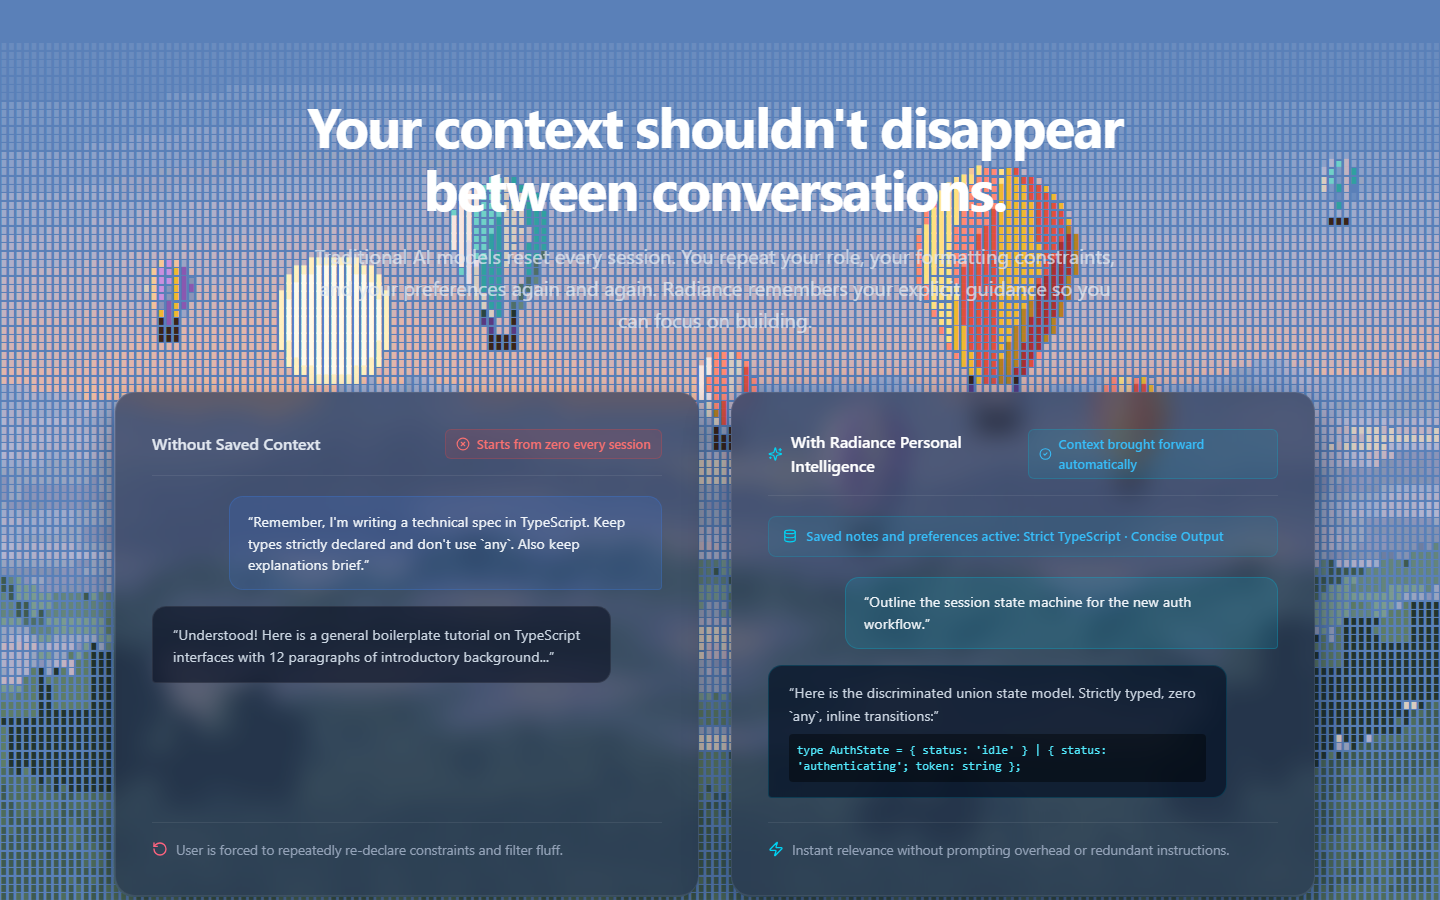 Your context shouldn't disappear
between conversations.
Traditional AI models reset every session. You repeat your role, your formatting constraints,
and your preferences again and again. Radiance remembers your explicit guidance so you
can focus on building.
Without Saved Context
Starts from zero every session
“Remember, I'm writing a technical spec in TypeScript. Keep
types strictly declared and don't use `any`. Also keep
explanations brief.”
“Understood! Here is a general boilerplate tutorial on TypeScript
interfaces with 12 paragraphs of introductory background...”
User is forced to repeatedly re-declare constraints and filter fluff.
With Radiance Personal
Intelligence
Context brought forward
automatically
Saved notes and preferences active: Strict TypeScript · Concise Output
“Outline the session state machine for the new auth
workflow.”
“Here is the discriminated union state model. Strictly typed, zero
`any`, inline transitions:”
type AuthState = { status: 'idle' } | { status:
'authenticating'; token: string };
Instant relevance without prompting overhead or redundant instructions.